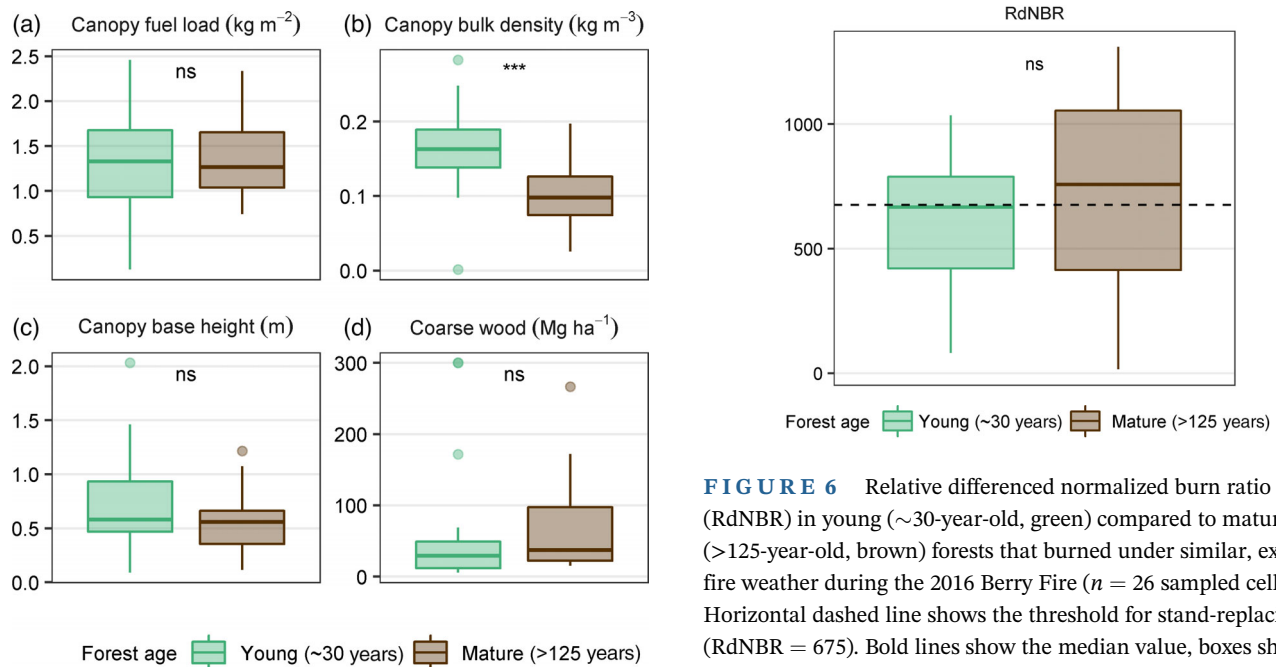 (a) Canopy fuel load (kg m⁻²)
ns
2.5
2.0
1.5
1.0
0.5
(b) Canopy bulk density (kg m⁻³)
***
0.2
0.1
0.0
(c) Canopy base height (m)
ns
2.0
1.5
1.0
0.5
0.0
(d) Coarse wood (Mg ha⁻¹)
ns
300
200
100
0
Forest age Young (~30 years) Mature (>125 years)
RdNBR
ns
1000
500
0
Forest age Young (~30 years) Mature (>125 years)
FIGURE 6 Relative differenced normalized burn ratio
(RdNBR) in young (∼30-year-old, green) compared to matur
(>125-year-old, brown) forests that burned under similar, ex
fire weather during the 2016 Berry Fire (n = 26 sampled cell
Horizontal dashed line shows the threshold for stand-replaci
(RdNBR = 675). Bold lines show the median value, boxes sh